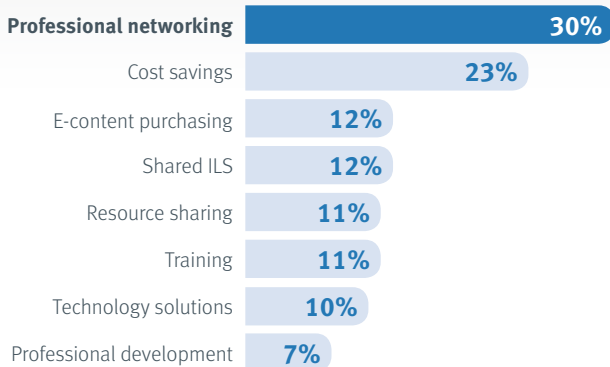 Professional networking 30%
Cost savings 23%
E-content purchasing 12%
Shared ILS 12%
Resource sharing 11%
Training 11%
Technology solutions 10%
Professional development 7%